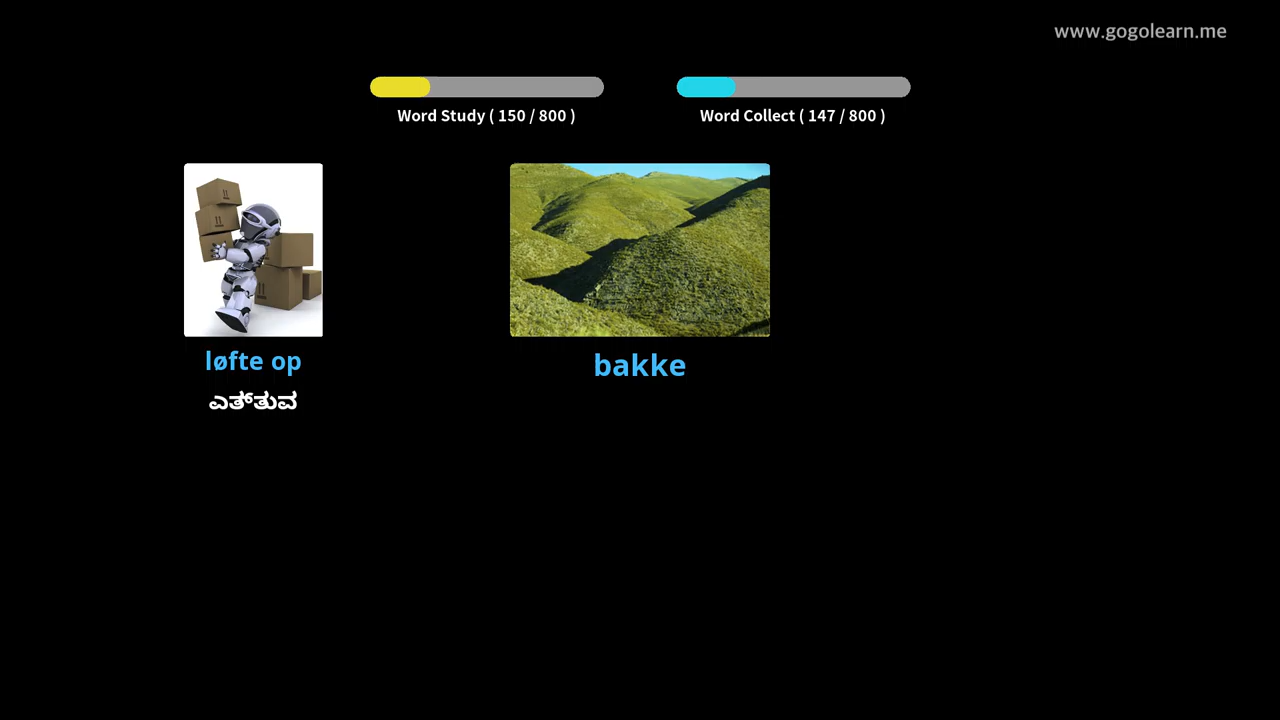 www.gogolearn.me
Word Study ( 150 / 800 )
Word Collect ( 147 / 800 )
løfte op
ಎತ್ತುವ
bakke